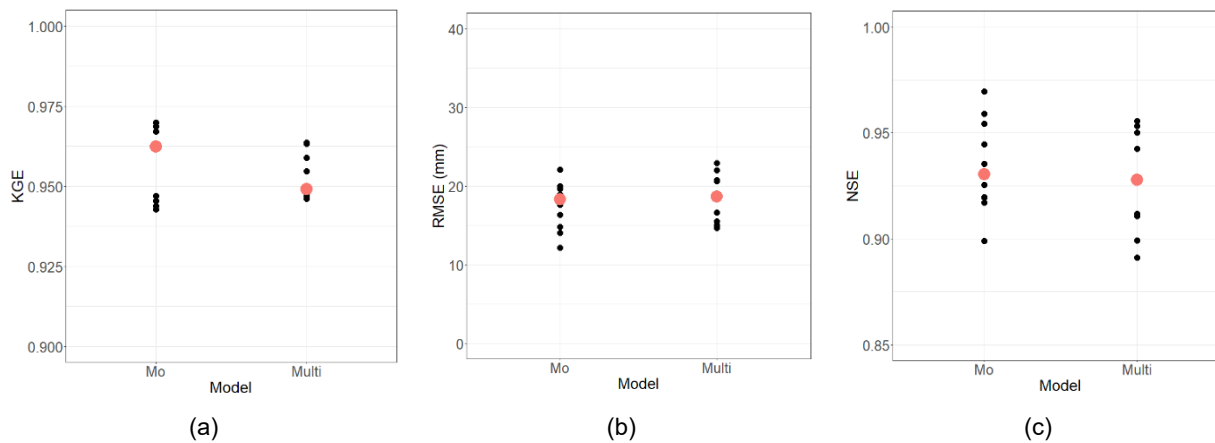 1.000
0.975
0.950
0.925
0.900
KGE
Mo
Multi
Model
(a)
40
30
20
10
0
RMSE (mm)
Mo
Multi
Model
(b)
1.00
0.95
0.90
0.85
NSE
Mo
Multi
Model
(c)